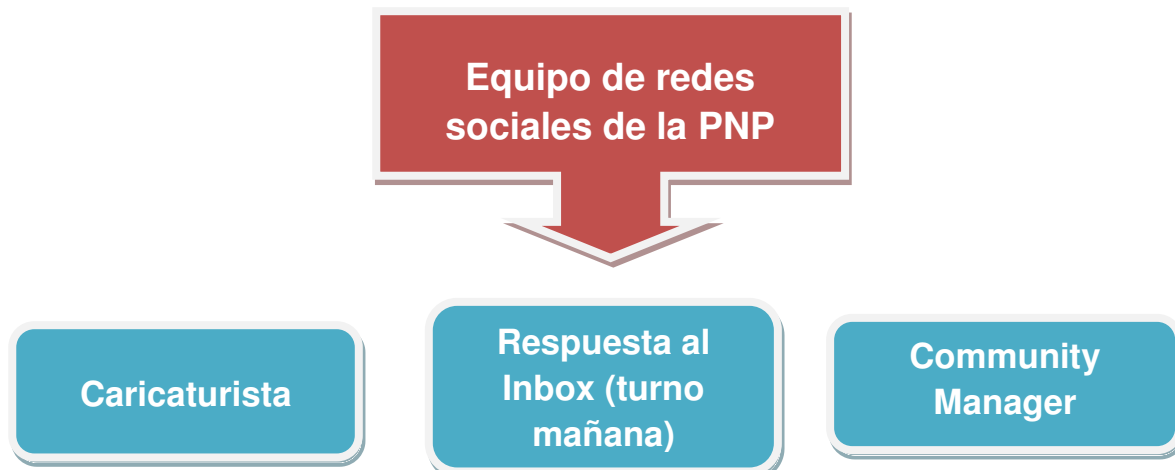 Equipo de redes
sociales de la PNP
Caricaturista
Respuesta al
Inbox (turno
mañana)
Community
Manager